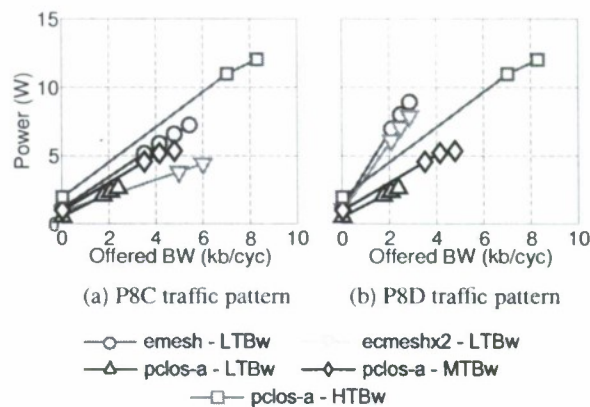 15
10
5
0
Power (W)
0 2 4 6 8 10
Offered BW (kb/cyc)
0 2 4 6 8 10
Offered BW (kb/cyc)
(a) P8C traffic pattern
(b) P8D traffic pattern
emesh - LTBw
ecmeshx2 - LTBw
pclos-a - LTBw
pclos-a - MTBw
pclos-a - HTBw